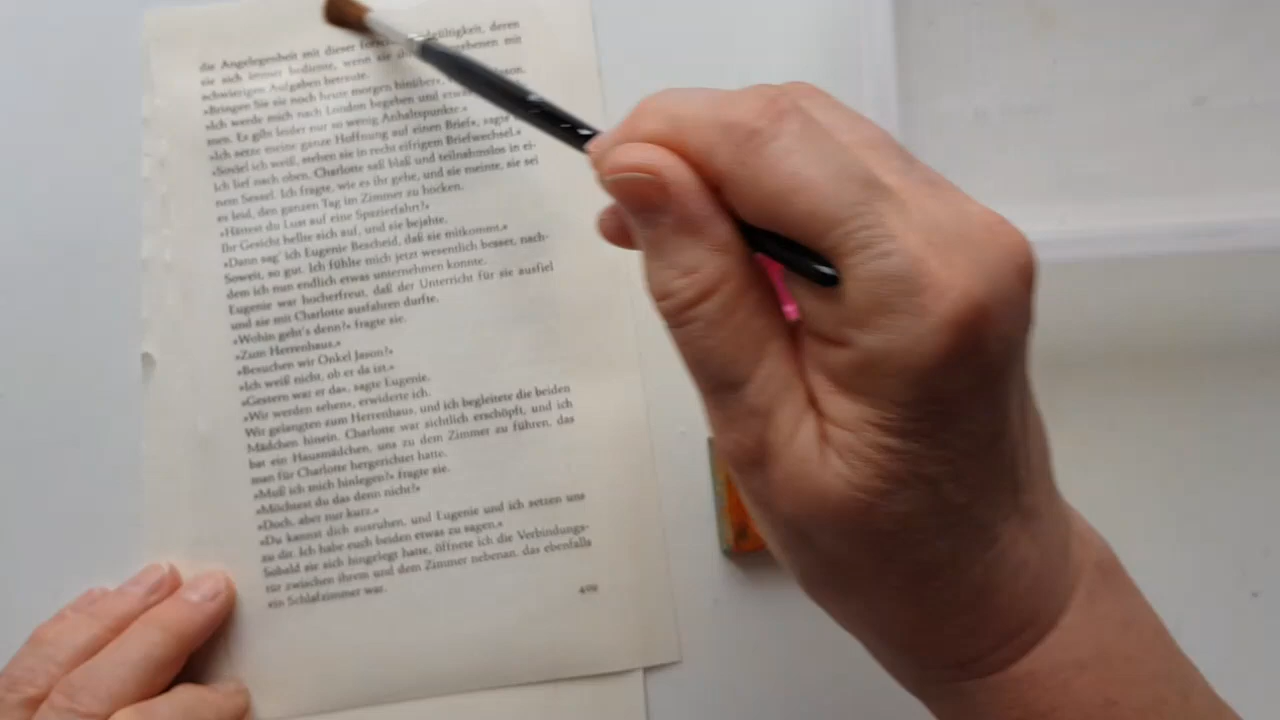 die Angelegenheit mit dieser deren
sie sich immer bediente, wenn sie mit
schwierigen Aufgaben betraute.
»Bringen Sie sie noch heute morgen hinüber«,
»Ich werde mich nach London begeben und
men. Es gibt leider nur so wenig Anhaltspunkte.«
»Ich setze meine ganze Hoffnung auf einen Brief«, sagte
»Soviel ich weiß, stehen sie in recht eifrigem Briefwechsel.»
Ich lief nach oben. Charlotte saß blaß und teilnahmslos in ei-
nem Sessel. Ich fragte, wie es ihr gehe, und sie meinte, sie sei
es leid, den ganzen Tag im Zimmer zu hocken.
»Hättest du Lust auf eine Spazierfahrt?«
Ihr Gesicht hellte sich auf, und sie bejahte.
»Dann sag' ich Eugenie Bescheid, daß sie mitkommt.«
Soweit, so gut. Ich fühlte mich jetzt wesentlich besser, nach-
dem ich nun endlich etwas unternehmen konnte.
Eugenie war hocherfreut, daß der Unterricht für sie ausfiel
und sie mit Charlotte ausfahren durfte.
»Wohin geht's denn?« fragte sie.
»Zum Herrenhaus.«
»Besuchen wir Onkel Jason?«
»Ich weiß nicht, ob er da ist.«
»Gestern war er da«, sagte Eugenie.
»Wir werden sehen«, erwiderte ich.
Wir gelangten zum Herrenhaus, und ich begleitete die beiden
Mädchen hinein. Charlotte war sichtlich erschöpft, und ich
bat ein Hausmädchen, uns zu dem Zimmer zu führen, das
man für Charlotte hergerichtet hatte.
»Muß ich mich hinlegen?« fragte sie.
»Möchtest du das denn nicht?«
»Doch, aber nur kurz.«
»Du kannst dich ausruhen, und Eugenie und ich setzen uns
zu dir. Ich habe euch beiden etwas zu sagen.«
Sobald sie sich hingelegt hatte, öffnete ich die Verbindungs-
tür zwischen ihrem und dem Zimmer nebenan, das ebenfalls
ein Schlafzimmer war.